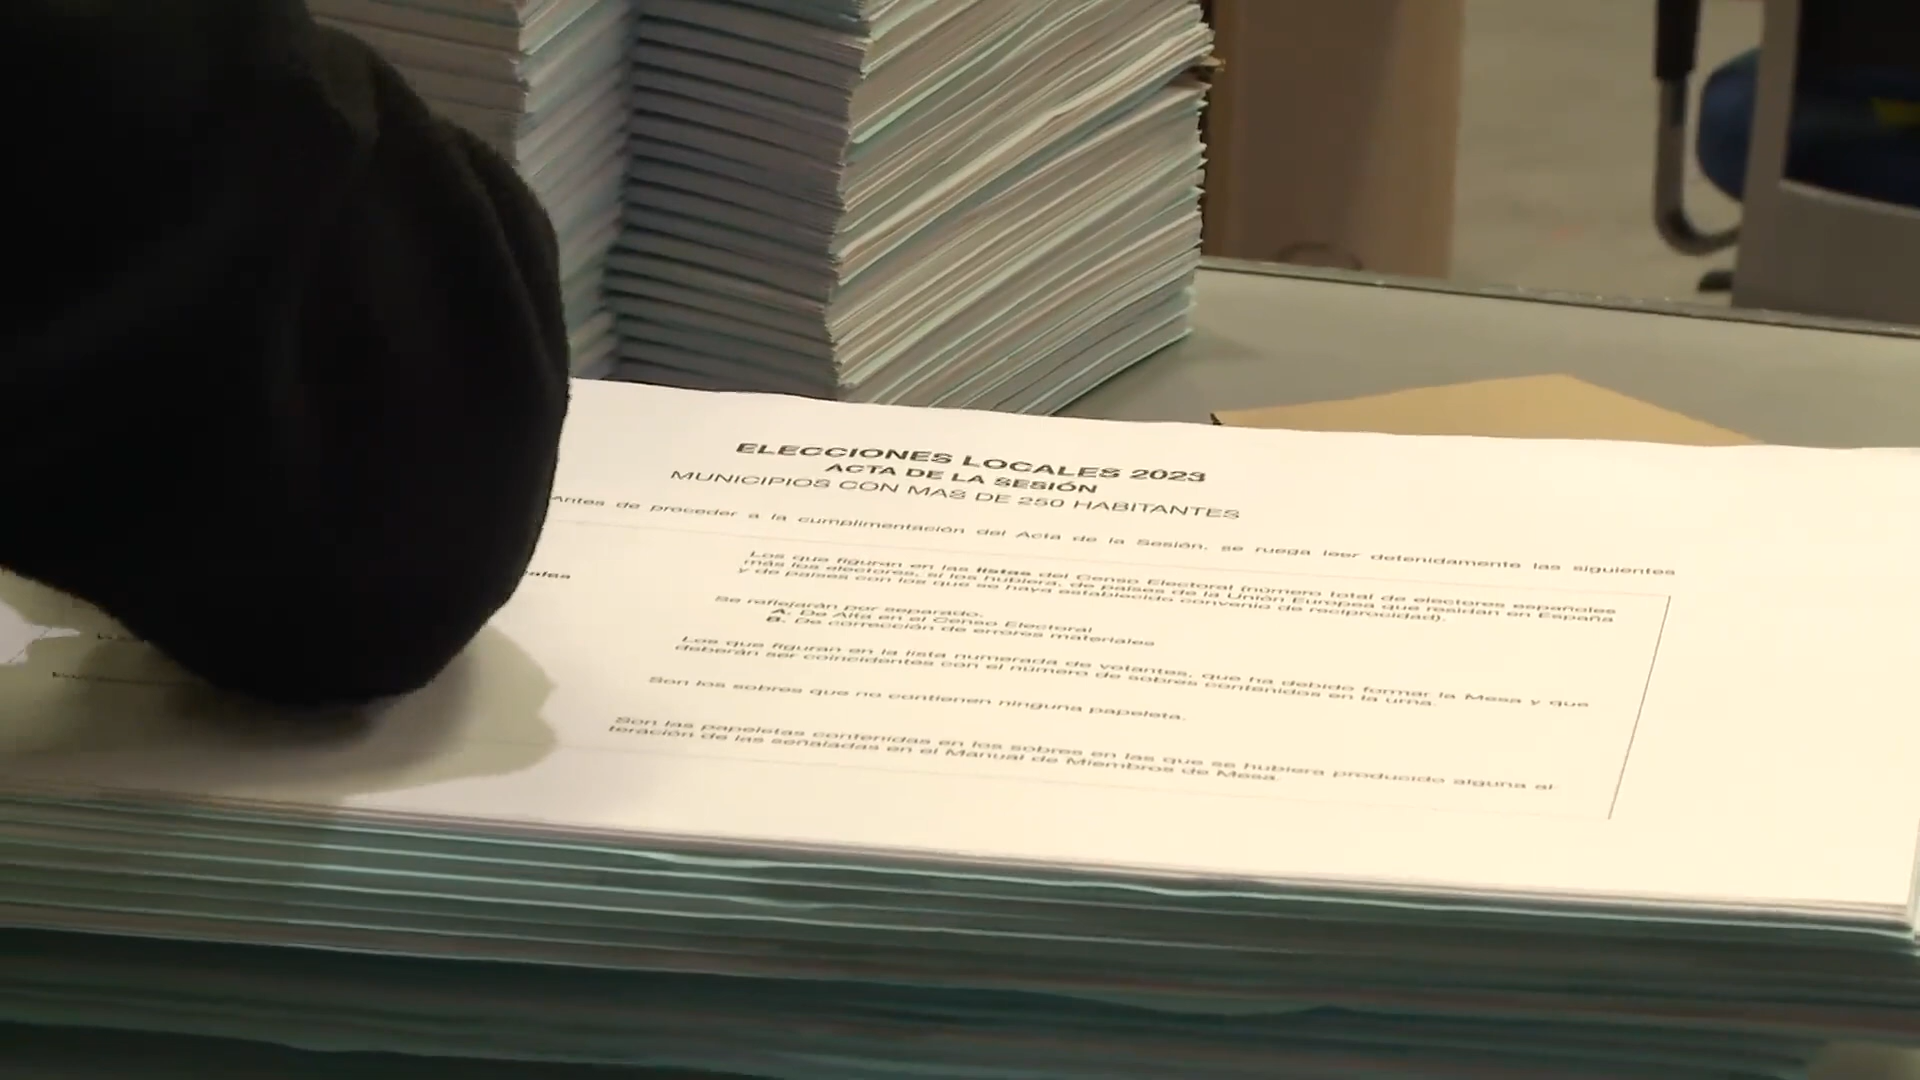 ELECCIONES LOCALES 2023
ACTA DE LA SESIÓN
MUNICIPIOS CON MAS DE 250 HABITANTES
Antes de proceder a la cumplimentación del Acta de la Sesión, se ruega leer detenidamente las siguientes
Los que figuran en las listas del Censo Electoral (número total de electores españoles
más los electores, si los hubiera, de países de la Unión Europea que residan en España
y de países con los que se haya establecido convenio de reciprocidad).
Se reflejarán por separado.
A. De Alta en el Censo Electoral
B. De corrección de errores materiales
Los que figuran en la lista numerada de votantes, que ha debido formar la Mesa y que
deberán ser coincidentes con el número de sobres contenidos en la urna.
Son los sobres que no contienen ninguna papeleta.
Son las papeletas contenidas en los sobres en las que se hubiera producido alguna al-
teración de las señaladas en el Manual de Miembros de Mesa.